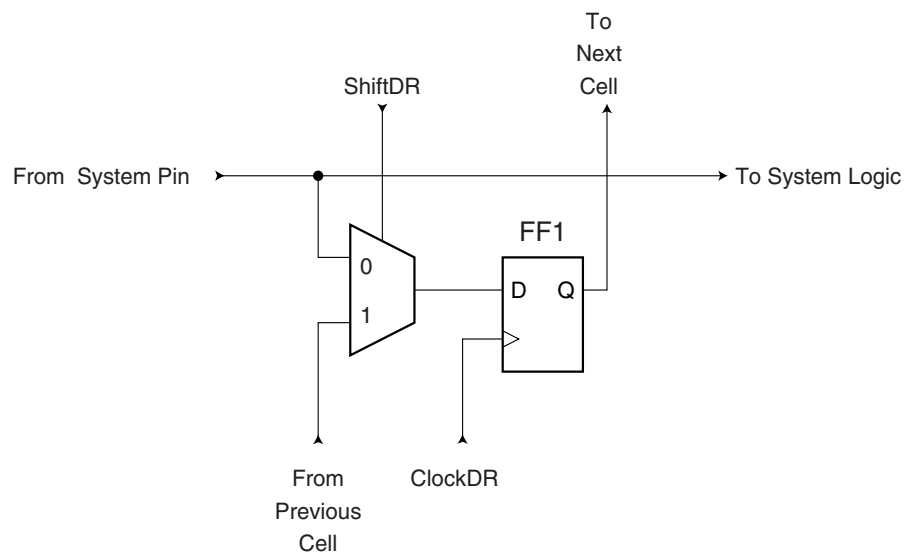 To
Next
Cell
ShiftDR
From System Pin
To System Logic
FF1
0
D Q
1
From
Previous
Cell
ClockDR